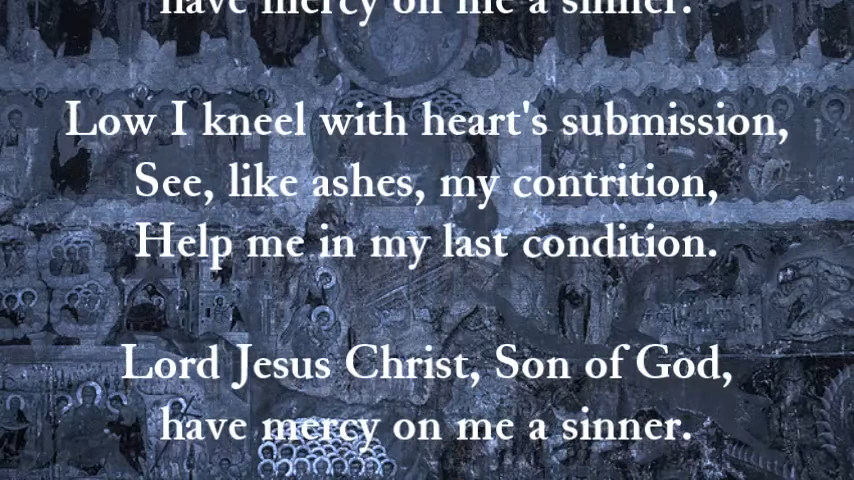 have mercy on me a sinner.
Low I kneel with heart's submission,
See, like ashes, my contrition,
Help me in my last condition.
Lord Jesus Christ, Son of God,
have mercy on me a sinner.